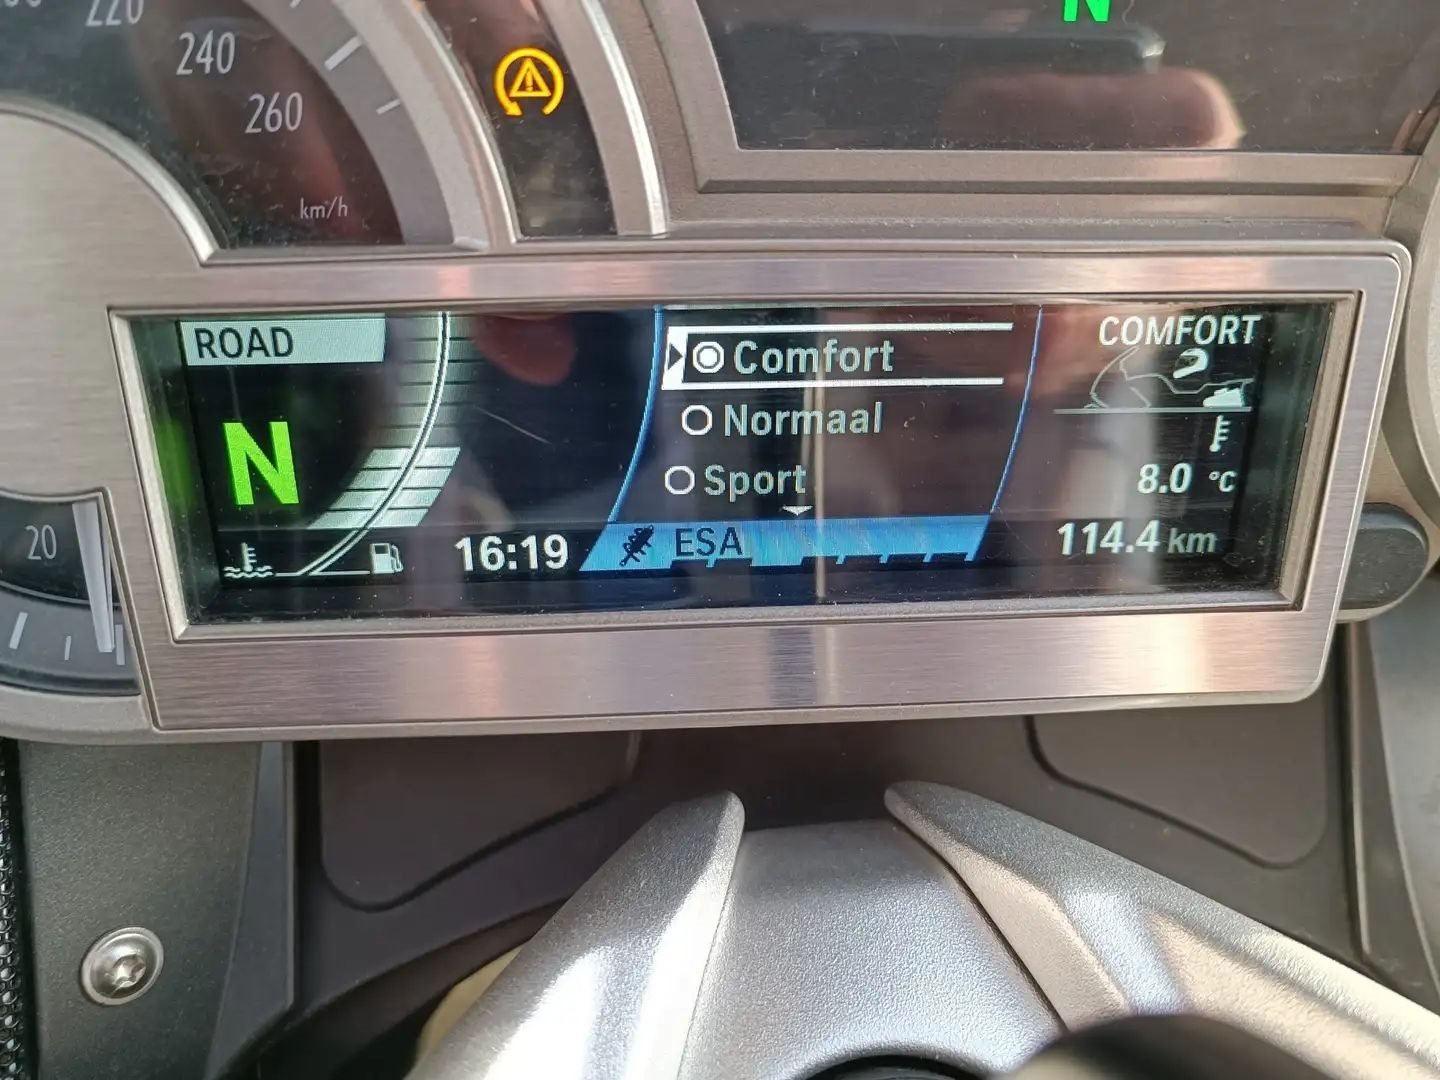 220
240
260
km/h
N
ROAD
N
20
16:19
Comfort
Normaal
Sport
ESA
COMFORT
8.0 °C
114.4 km